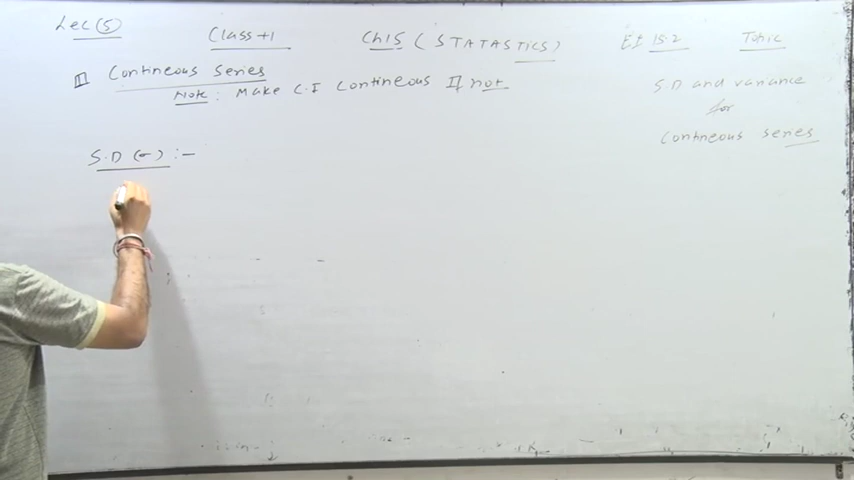 Lec (5) Class +1 Ch15 ( STATASTICS) EX 15.2 Topic
II Contineous Series
Note : Make C.I Contineous If not
S.D and variance
for
Contineous series
S.D (σ) :-